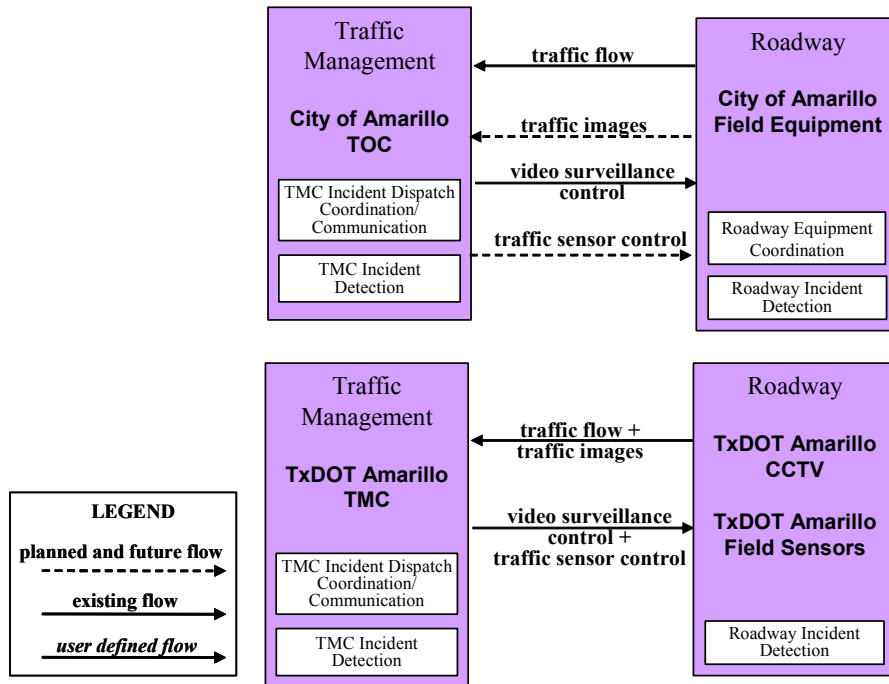 Traffic
Management
City of Amarillo
TOC
TMC Incident Dispatch
Coordination/
Communication
TMC Incident
Detection
traffic flow
traffic images
video surveillance
control
traffic sensor control
Roadway
City of Amarillo
Field Equipment
Roadway Equipment
Coordination
Roadway Incident
Detection
Traffic
Management
TxDOT Amarillo
TMC
TMC Incident Dispatch
Coordination/
Communication
TMC Incident
Detection
traffic flow +
traffic images
video surveillance
control +
traffic sensor control
Roadway
TxDOT Amarillo
CCTV
TxDOT Amarillo
Field Sensors
Roadway Incident
Detection
LEGEND
planned and future flow
existing flow
user defined flow